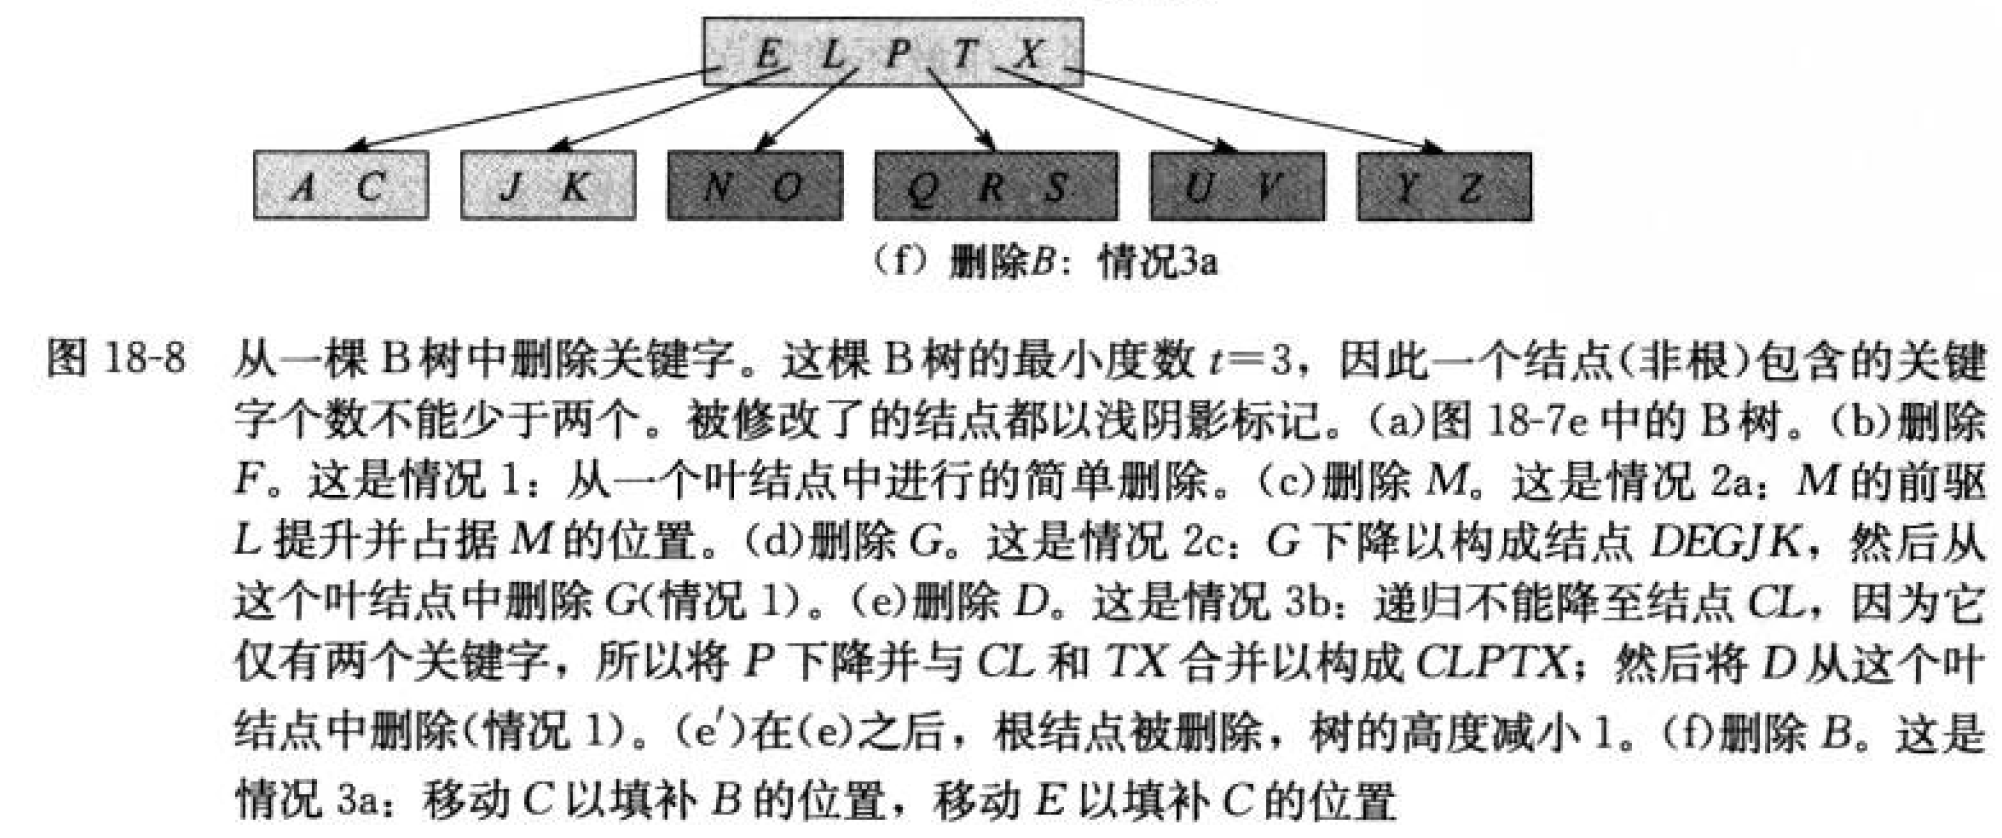 E L P T X
A C
J K
N O
Q R S
U V
Y Z
（f）删除B：情况3a
图 18-8 从一棵 B 树中删除关键字。这棵 B 树的最小度数 t=3，因此一个结点(非根)包含的关键
字个数不能少于两个。被修改了的结点都以浅阴影标记。(a)图 18-7e 中的 B 树。(b)删除
F。这是情况 1：从一个叶结点中进行的简单删除。(c)删除 M。这是情况 2a：M 的前驱
L 提升并占据 M 的位置。(d)删除 G。这是情况 2c：G 下降以构成结点 DEGJK，然后从
这个叶结点中删除 G(情况 1)。(e)删除 D。这是情况 3b：递归不能降至结点 CL，因为它
仅有两个关键字，所以将 P 下降并与 CL 和 TX 合并以构成 CLPTX；然后将 D 从这个叶
结点中删除(情况 1)。(e′)在(e)之后，根结点被删除，树的高度减小 1。(f)删除 B。这是
情况 3a：移动 C 以填补 B 的位置，移动 E 以填补 C 的位置